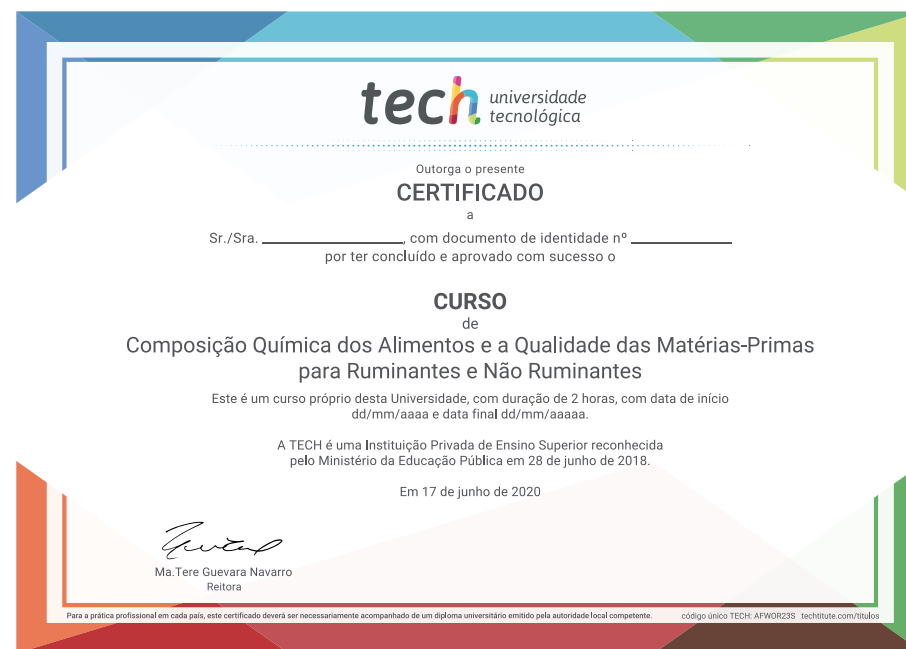 tech universidade
tecnológica
Outorga o presente
CERTIFICADO
a
Sr./Sra. ________________, com documento de identidade nº ___________
por ter concluído e aprovado com sucesso o
CURSO
de
Composição Química dos Alimentos e a Qualidade das Matérias-Primas
para Ruminantes e Não Ruminantes
Este é um curso próprio desta Universidade, com duração de 2 horas, com data de início
dd/mm/aaaa e data final dd/mm/aaaaa.
A TECH é uma Instituição Privada de Ensino Superior reconhecida
pelo Ministério da Educação Pública em 28 de junho de 2018.
Em 17 de junho de 2020
Ma.Tere Guevara Navarro
Reitora
Para a prática profissional em cada país, este certificado deverá ser necessariamente acompanhado de um diploma universitário emitido pela autoridade local competente. código único TECH: AFWOR23S techtitute.com/titulos